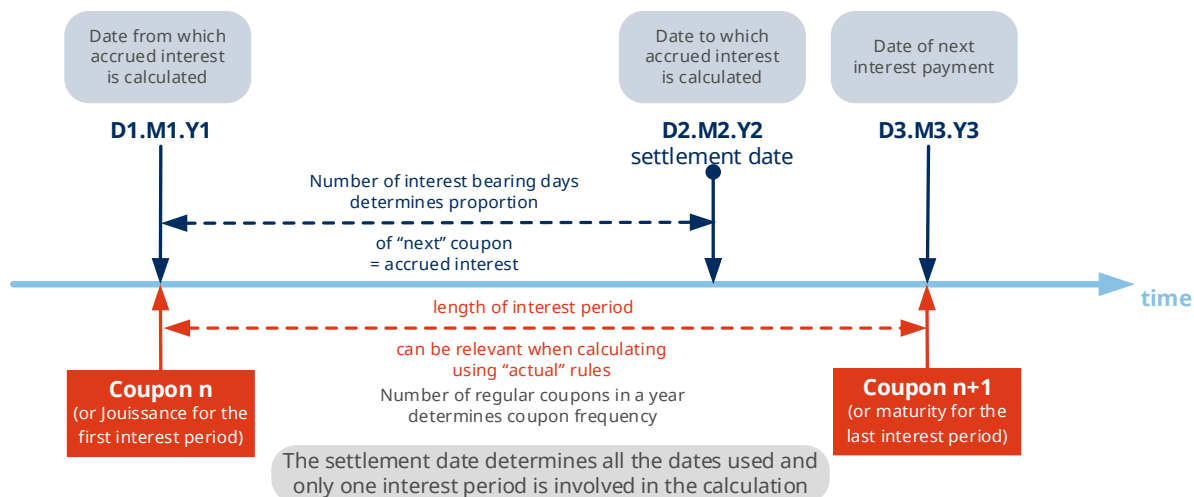 Date from which
accrued interest
is calculated
Date to which
accrued interest
is calculated
Date of next
interest payment
D1.M1.Y1
D2.M2.Y2
settlement date
D3.M3.Y3
Number of interest bearing days
determines proportion
of “next” coupon
= accrued interest
time
length of interest period
can be relevant when calculating
using “actual” rules
Number of regular coupons in a year
determines coupon frequency
Coupon n
(or Jouissance for the
first interest period)
Coupon n+1
(or maturity for the
last interest period)
The settlement date determines all the dates used and
only one interest period is involved in the calculation